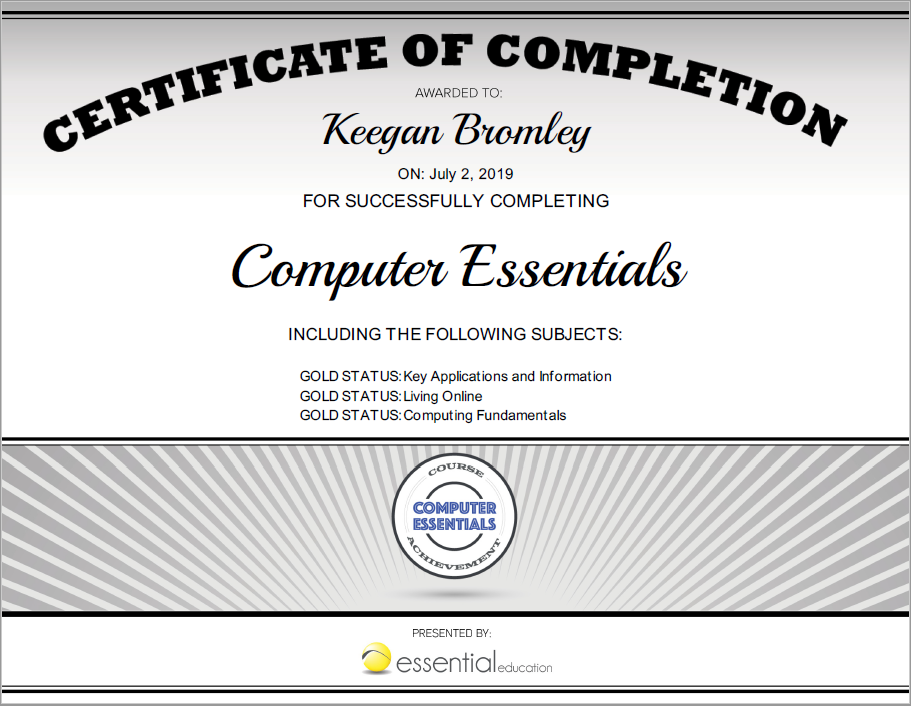 CERTIFICATE OF COMPLETION
AWARDED TO:
Keegan Bromley
ON: July 2, 2019
FOR SUCCESSFULLY COMPLETING
Computer Essentials
INCLUDING THE FOLLOWING SUBJECTS:
GOLD STATUS:Key Applications and Information
GOLD STATUS:Living Online
GOLD STATUS:Computing Fundamentals
COURSE
COMPUTER
ESSENTIALS
ACHIEVEMENT
PRESENTED BY:
essential education